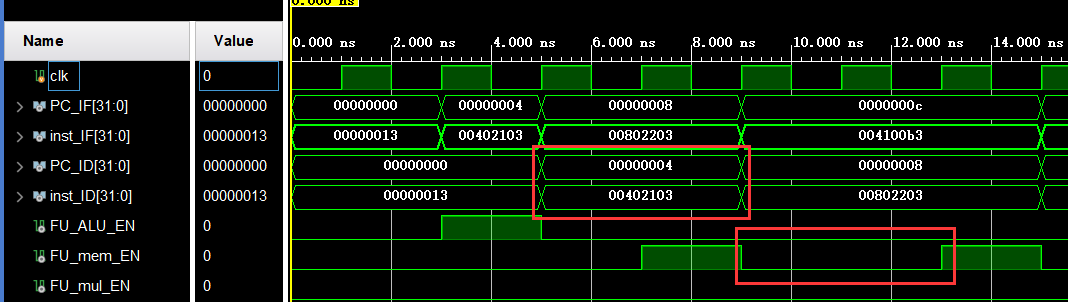 0.000 ns
Name Value
0.000 ns 2.000 ns 4.000 ns 6.000 ns 8.000 ns 10.000 ns 12.000 ns 14.000 ns
clk 0
PC_IF[31:0] 00000000 00000000 00000004 00000008 0000000c
inst_IF[31:0] 00000013 00000013 00402103 00802203 004100b3
PC_ID[31:0] 00000000 00000000 00000004 00000008
inst_ID[31:0] 00000013 00000013 00402103 00802203
FU_ALU_EN 0
FU_mem_EN 0
FU_mul_EN 0